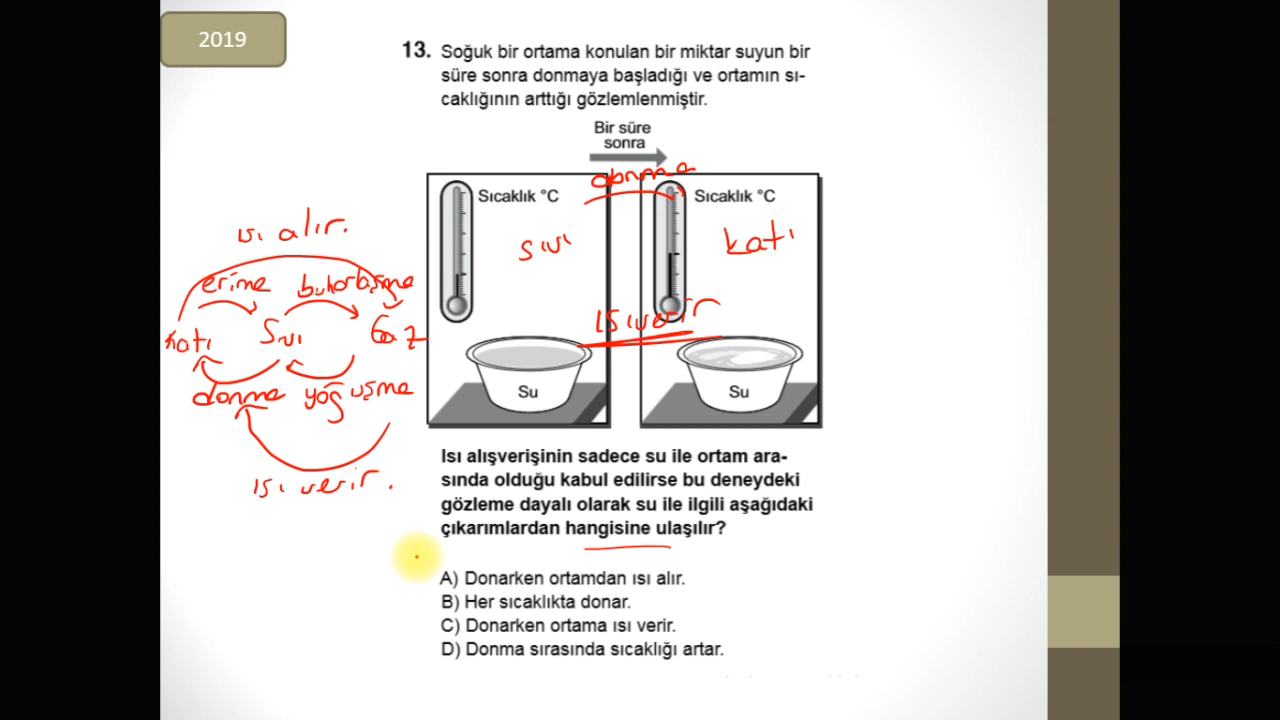 2019
13. Soğuk bir ortama konulan bir miktar suyun bir
süre sonra donmaya başladığı ve ortamın sı-
caklığının arttığı gözlemlenmiştir.
Bir süre
sonra
donma
Sıcaklık °C
Sıcaklık °C
sıvı
katı
ısı alır.
erime buharlaşma
katı Sıvı Gaz
donme yoğuşma
ısı verir.
ısı verir
Su
Su
Isı alışverişinin sadece su ile ortam ara-
sında olduğu kabul edilirse bu deneydeki
gözleme dayalı olarak su ile ilgili aşağıdaki
çıkarımlardan hangisine ulaşılır?
A) Donarken ortamdan ısı alır.
B) Her sıcaklıkta donar.
C) Donarken ortama ısı verir.
D) Donma sırasında sıcaklığı artar.